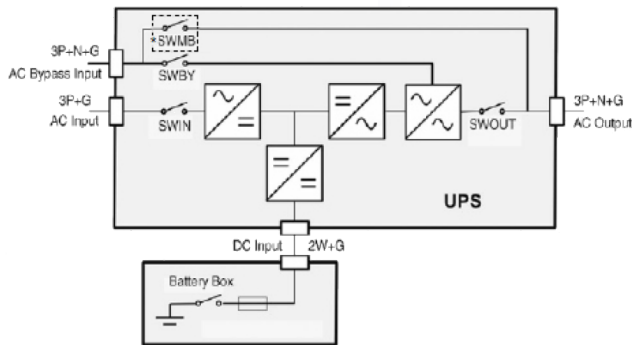 *SWMB
3P+N+G
AC Bypass Input
SWBY
3P+G
AC Input
SWIN
SWOUT
3P+N+G
AC Output
UPS
DC Input
2W+G
Battery Box